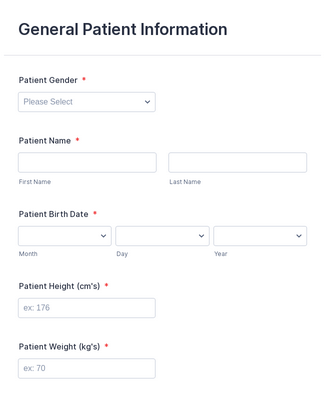 General Patient Information
Patient Gender *
Please Select
Patient Name *
First Name Last Name
Patient Birth Date *
Month Day Year
Patient Height (cm's) *
ex: 176
Patient Weight (kg's) *
ex: 70